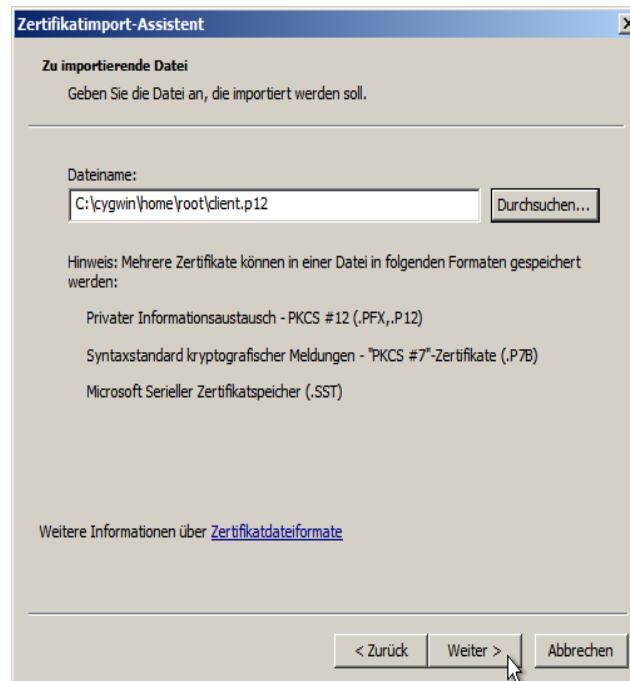 Zertifikatimport-Assistent
Zu importierende Datei
Geben Sie die Datei an, die importiert werden soll.
Dateiname:
C:\cygwin\home\root\client.p12
Durchsuchen...
Hinweis: Mehrere Zertifikate können in einer Datei in folgenden Formaten gespeichert
werden:
Privater Informationsaustausch - PKCS #12 (.PFX,.P12)
Syntaxstandard kryptografischer Meldungen - "PKCS #7"-Zertifikate (.P7B)
Microsoft Serieller Zertifikatspeicher (.SST)
Weitere Informationen über Zertifikatdateiformate
< Zurück
Weiter >
Abbrechen